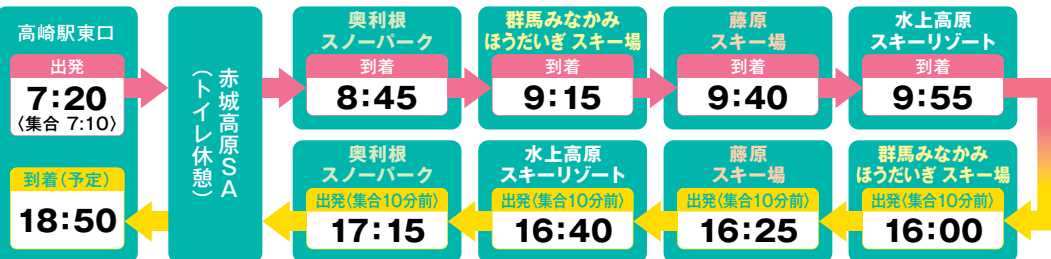 高崎駅東口
出発
7:20
〈集合 7:10〉
赤城高原SA
（トイレ休憩）
奥利根
スノーパーク
到着
8:45
群馬みなかみ
ほうだいぎ スキー場
到着
9:15
藤原
スキー場
到着
9:40
水上高原
スキーリゾート
到着
9:55
群馬みなかみ
ほうだいぎ スキー場
出発〈集合10分前〉
16:00
藤原
スキー場
出発〈集合10分前〉
16:25
水上高原
スキーリゾート
出発〈集合10分前〉
16:40
奥利根
スノーパーク
出発〈集合10分前〉
17:15
到着（予定）
18:50